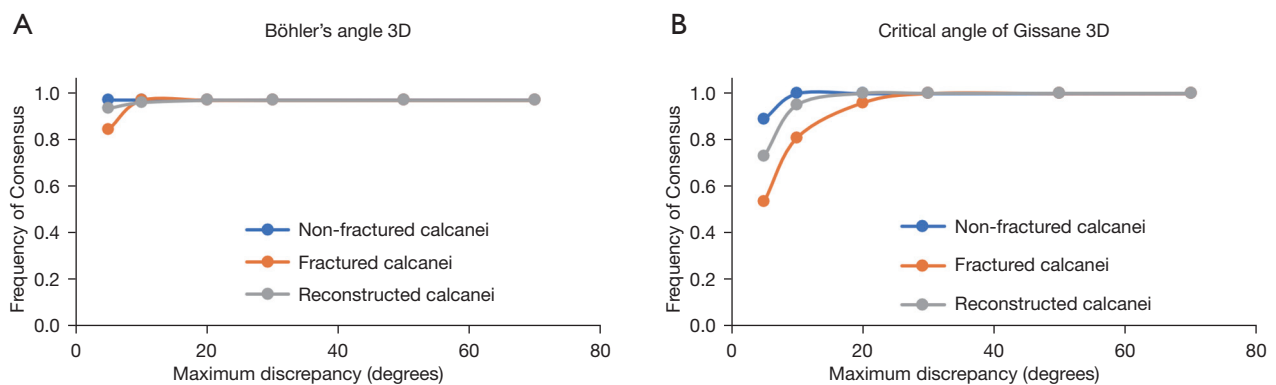 A
Böhler's angle 3D
Frequency of Consensus
1.0
0.8
0.6
0.4
0.2
0.0
Non-fractured calcanei
Fractured calcanei
Reconstructed calcanei
0 20 40 60 80
Maximum discrepancy (degrees)
B
Critical angle of Gissane 3D
Frequency of Consensus
1.0
0.8
0.6
0.4
0.2
0.0
Non-fractured calcanei
Fractured calcanei
Reconstructed calcanei
0 20 40 60 80
Maximum discrepancy (degrees)